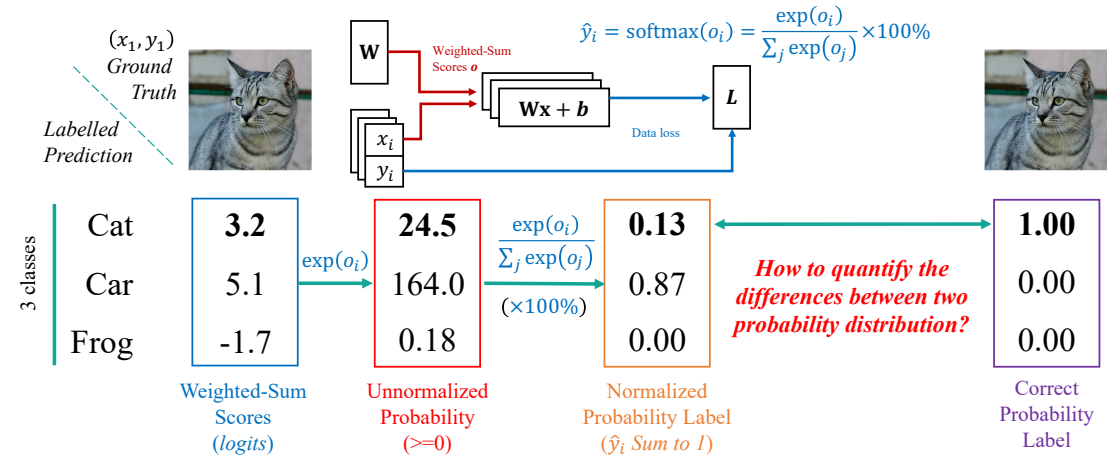 (x₁, y₁)
Ground
Truth
Labelled
Prediction
W
Weighted-Sum
Scores o
xᵢ
yᵢ
Wx + b
Data loss
L
ŷᵢ = softmax(oᵢ) = exp(oᵢ) / ∑ⱼ exp(oⱼ) ×100%
3 classes
Cat
Car
Frog
3.2
5.1
-1.7
Weighted-Sum
Scores
(logits)
exp(oᵢ)
24.5
164.0
0.18
Unnormalized
Probability
(>=0)
exp(oᵢ) / ∑ⱼ exp(oⱼ)
(×100%)
0.13
0.87
0.00
Normalized
Probability Label
(ŷᵢ Sum to 1)
How to quantify the
differences between two
probability distribution?
1.00
0.00
0.00
Correct
Probability
Label